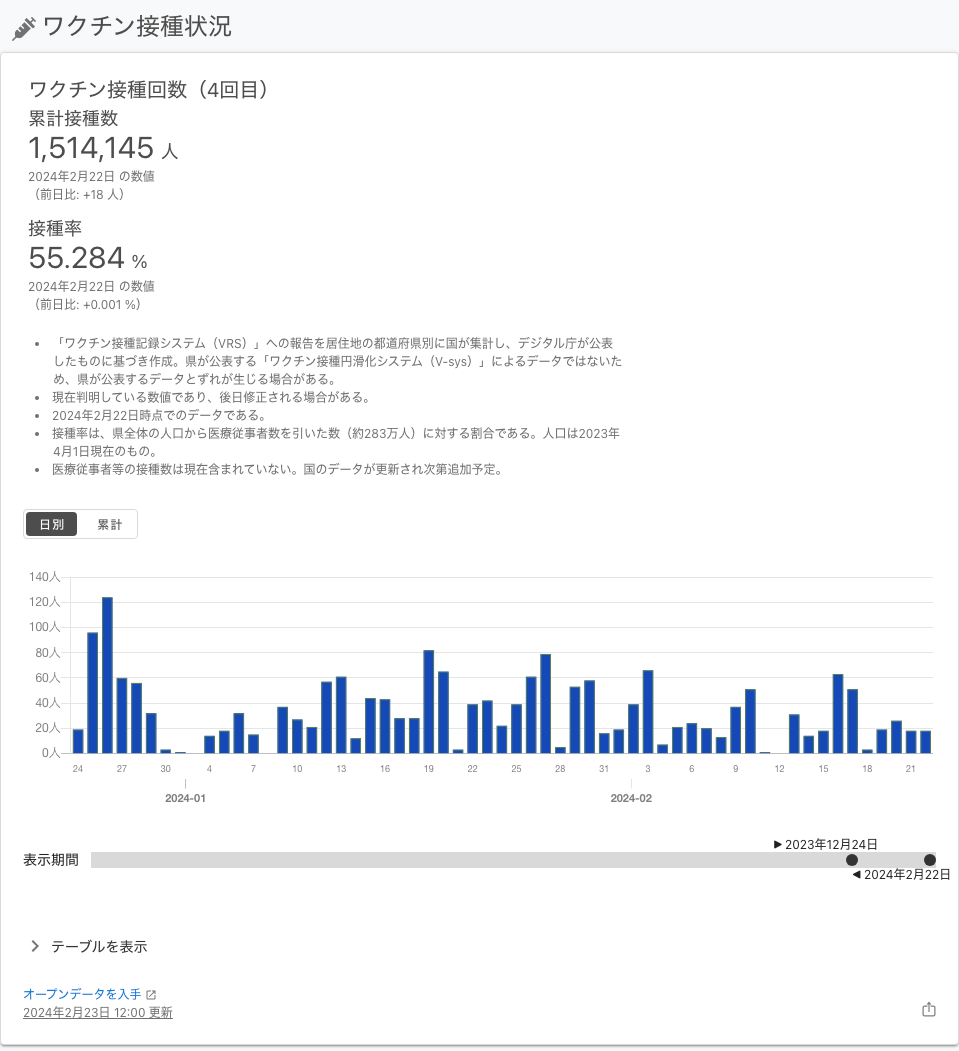 ワクチン接種状況
ワクチン接種回数（4回目）
累計接種数
1,514,145 人
2024年2月22日 の数値
（前日比: +18 人）
接種率
55.284 %
2024年2月22日 の数値
（前日比: +0.001 %）
• 「ワクチン接種記録システム（VRS）」への報告を居住地の都道府県別に国が集計し、デジタル庁が公表
したものに基づき作成。県が公表する「ワクチン接種円滑化システム（V-sys）」によるデータではないた
め、県が公表するデータとずれが生じる場合がある。
• 現在判明している数値であり、後日修正される場合がある。
• 2024年2月22日時点でのデータである。
• 接種率は、県全体の人口から医療従事者数を引いた数（約283万人）に対する割合である。人口は2023年
4月1日現在のもの。
• 医療従事者等の接種数は現在含まれていない。国のデータが更新され次第追加予定。
日別 累計
140人
120人
100人
80人
60人
40人
20人
0人
24 27 30 4 7 10 13 16 19 22 25 28 31 3 6 9 12 15 18 21
2024-01 2024-02
▶ 2023年12月24日
表示期間
◀ 2024年2月22日
テーブルを表示
オープンデータを入手
2024年2月23日 12:00 更新